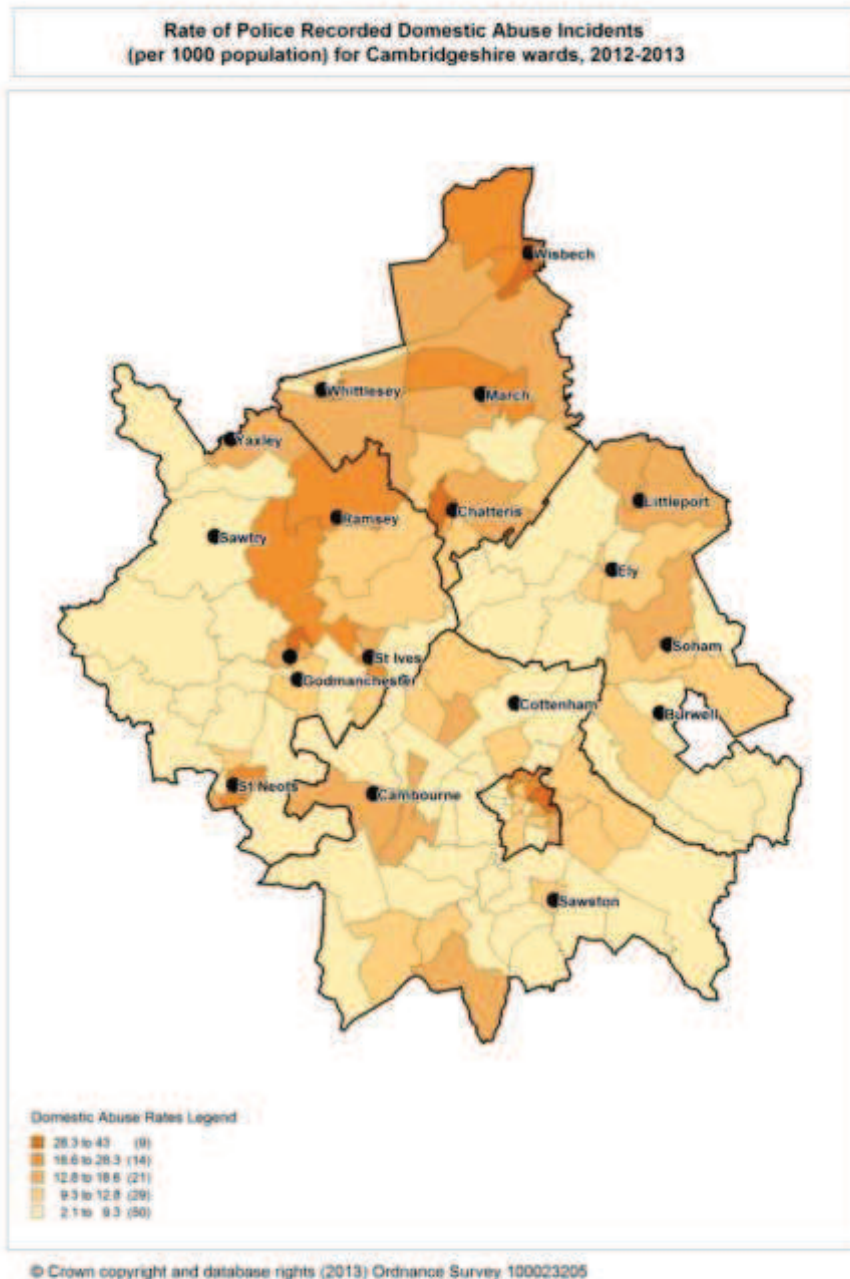 Rate of Police Recorded Domestic Abuse Incidents
(per 1000 population) for Cambridgeshire wards, 2012-2013
Wisbech
Whittlesey
March
Yaxley
Littleport
Chatteris
Ramsey
Sawtry
Ely
Soham
St Ives
Godmanchester
Cottenham
Burwell
St Neots
Cambourne
Sawston
Domestic Abuse Rates Legend
28.3 to 43 (9)
18.6 to 28.3 (14)
12.8 to 18.6 (21)
9.3 to 12.8 (29)
2.1 to 9.3 (50)
© Crown copyright and database rights (2013) Ordnance Survey 100023205